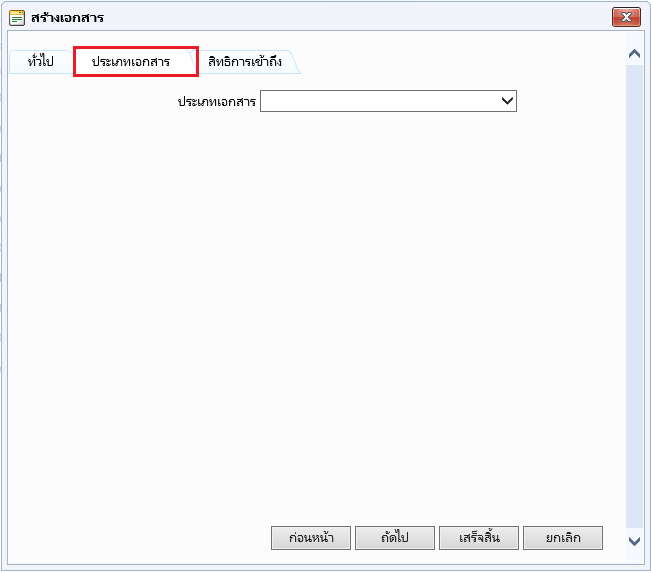 สร้างเอกสาร
ทั่วไป ประเภทเอกสาร สิทธิการเข้าถึง
ประเภทเอกสาร
ก่อนหน้า ถัดไป เสร็จสิ้น ยกเลิก